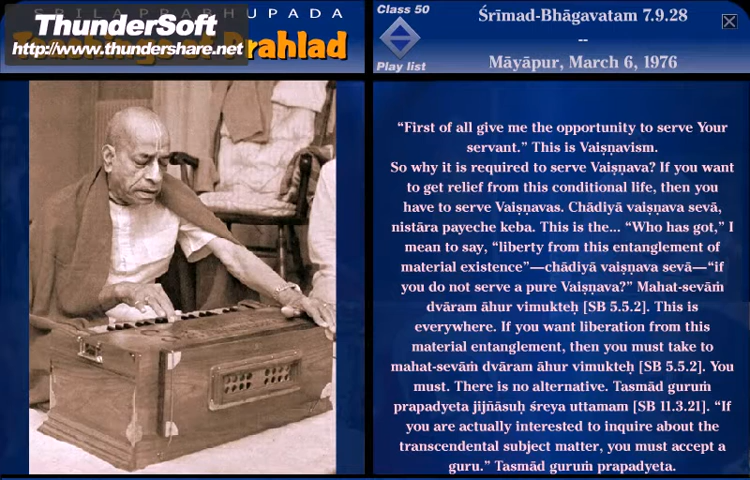 SRILA PRABHUPADA
ThunderSoft
http://www.thundershare.net
Prahlad
Class 50
Play list
Śrīmad-Bhāgavatam 7.9.28
--
Māyāpur, March 6, 1976
“First of all give me the opportunity to serve Your
servant.” This is Vaiṣṇavism.
So why it is required to serve Vaiṣṇava? If you want
to get relief from this conditional life, then you
have to serve Vaiṣṇavas. Chāḍiyā vaiṣṇava sevā,
nistāra payeche keba. This is the... “Who has got,” I
mean to say, “liberty from this entanglement of
material existence”—chāḍiyā vaiṣṇava sevā—“if
you do not serve a pure Vaiṣṇava?” Mahat-sevāṁ
dvāram āhur vimukteḥ [SB 5.5.2]. This is
everywhere. If you want liberation from this
material entanglement, then you must take to
mahat-sevāṁ dvāram āhur vimukteḥ [SB 5.5.2]. You
must. There is no alternative. Tasmād guruṁ
prapadyeta jijñāsuḥ śreya uttamam [SB 11.3.21]. “If
you are actually interested to inquire about the
transcendental subject matter, you must accept a
guru.” Tasmād guruṁ prapadyeta.